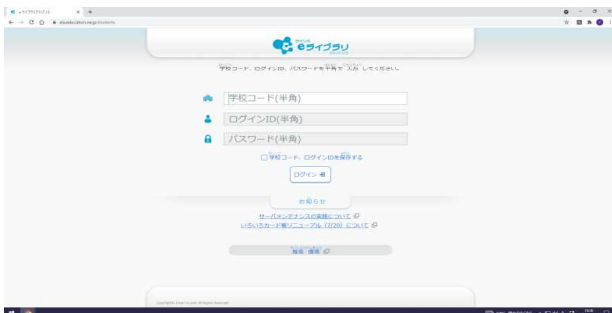 eライブラリ
学校コード、ログインID、パスワードを半角で 入力 してください。
学校コード(半角)
ログインID(半角)
パスワード(半角)
学校コード、ログインIDを保存する
ログイン
お知らせ
サーバメンテナンスの実施について
いろいろカード帳リニューアル（7/20）について
推奨 環境